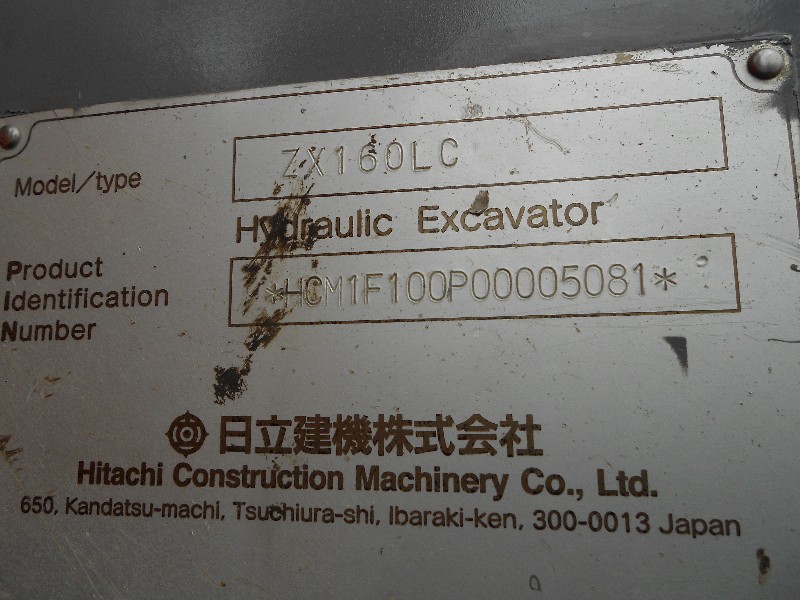 Model/type ZX160LC
Hydraulic Excavator
Product
Identification
Number
*HCM1F100P00005081*
日立建機株式会社
Hitachi Construction Machinery Co., Ltd.
650, Kandatsu-machi, Tsuchiura-shi, Ibaraki-ken, 300-0013 Japan